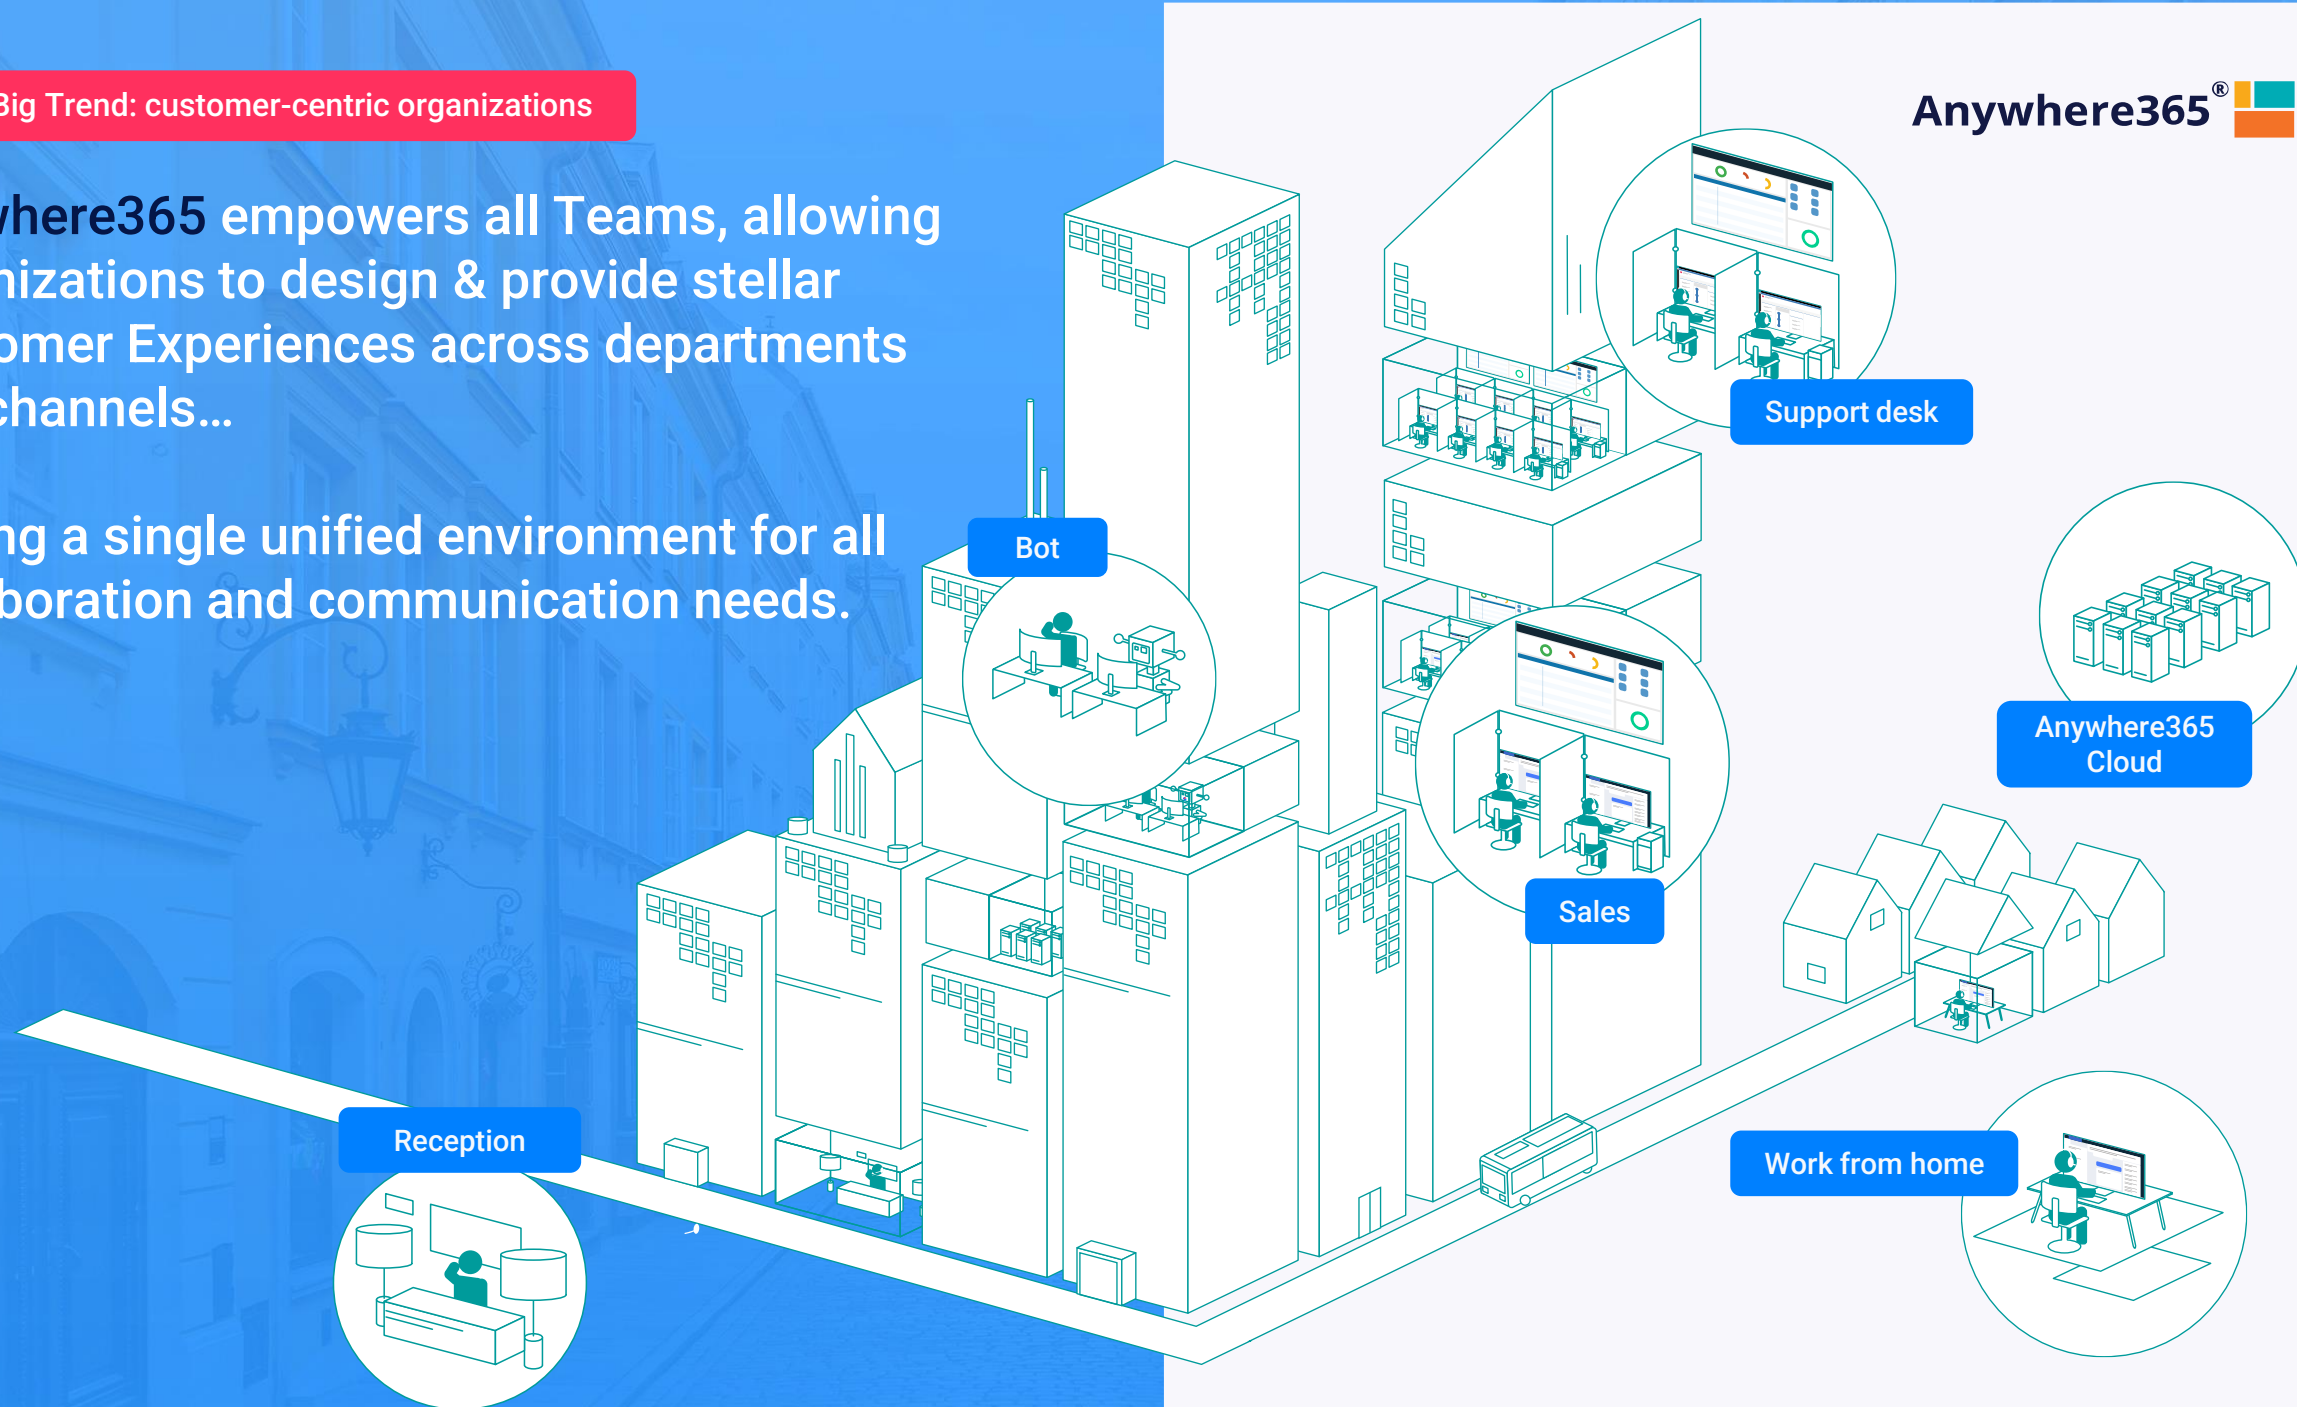 Big Trend: customer-centric organizations
Anywhere365®
where365 empowers all Teams, allowing
nizations to design & provide stellar
omer Experiences across departments
channels...
ng a single unified environment for all
boration and communication needs.
Support desk
Bot
Anywhere365
Cloud
Sales
Reception
Work from home